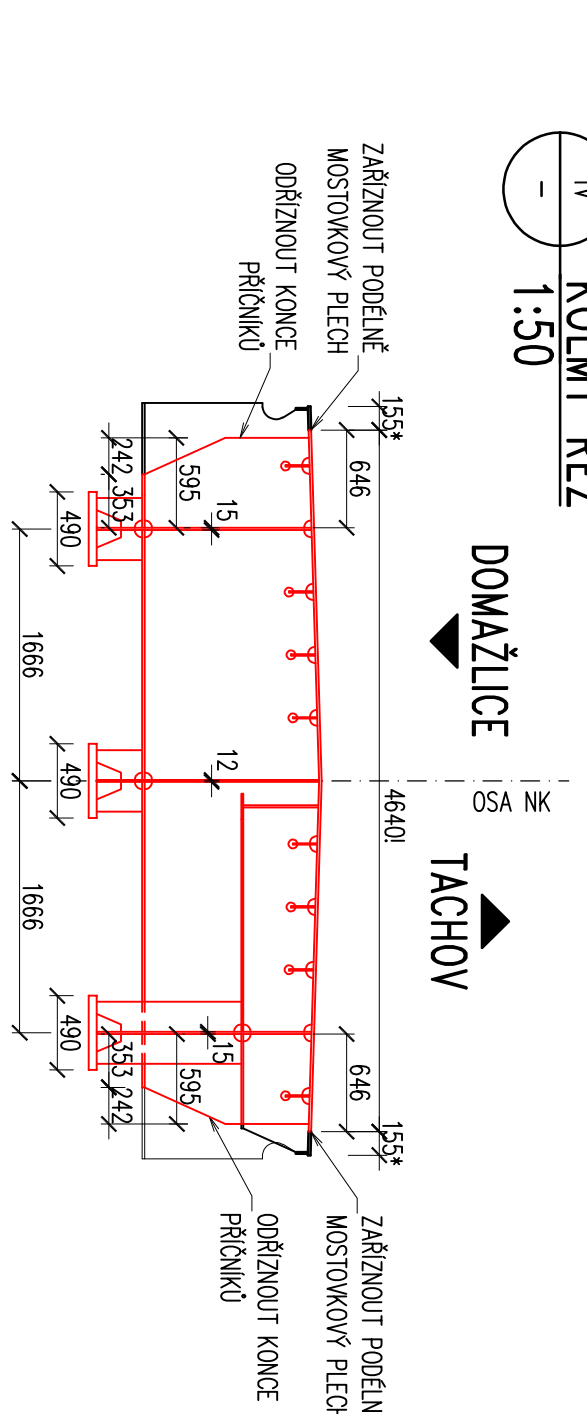 -
1:50
ZAŘÍZNOUT PODÉLNĚ
MOSTOVKOVÝ PLECH
ODŘÍZNOUT KONCE
PŘÍČNÍKŮ
DOMAŽLICE
TACHOV
OSA NK
155*
646
4640!
646
155*
595
242
353
15
12
15
595
353
242
490
490
490
1666
1666
ZAŘÍZNOUT PODÉLN
MOSTOVKOVÝ PLECH
ODŘÍZNOUT KONCE
PŘÍČNÍKŮ